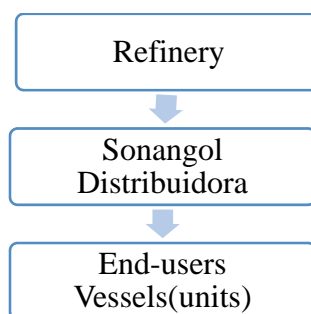 Refinery
Sonangol
Distribuidora
End-users
Vessels(units)